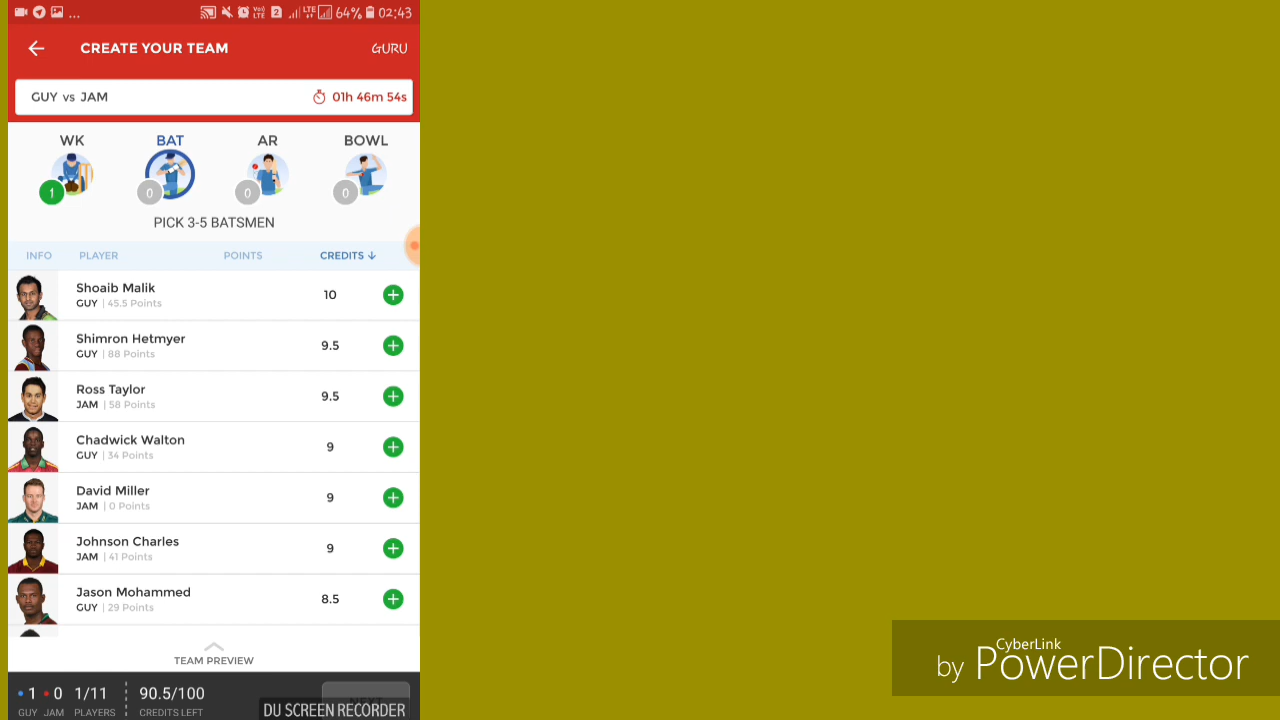 ... VoLTE 2 LTE 64% 02:43
CREATE YOUR TEAM GURU
GUY vs JAM 01h 46m 54s
WK BAT AR BOWL
1 0 0 0
PICK 3-5 BATSMEN
INFO PLAYER POINTS CREDITS ↓
Shoaib Malik
GUY | 45.5 Points
10
Shimron Hetmyer
GUY | 88 Points
9.5
Ross Taylor
JAM | 58 Points
9.5
Chadwick Walton
GUY | 34 Points
9
David Miller
JAM | 0 Points
9
Johnson Charles
JAM | 41 Points
9
Jason Mohammed
GUY | 29 Points
8.5
TEAM PREVIEW
1 0 1/11 90.5/100
GUY JAM PLAYERS CREDITS LEFT
DU SCREEN RECORDER
CyberLink
by PowerDirector